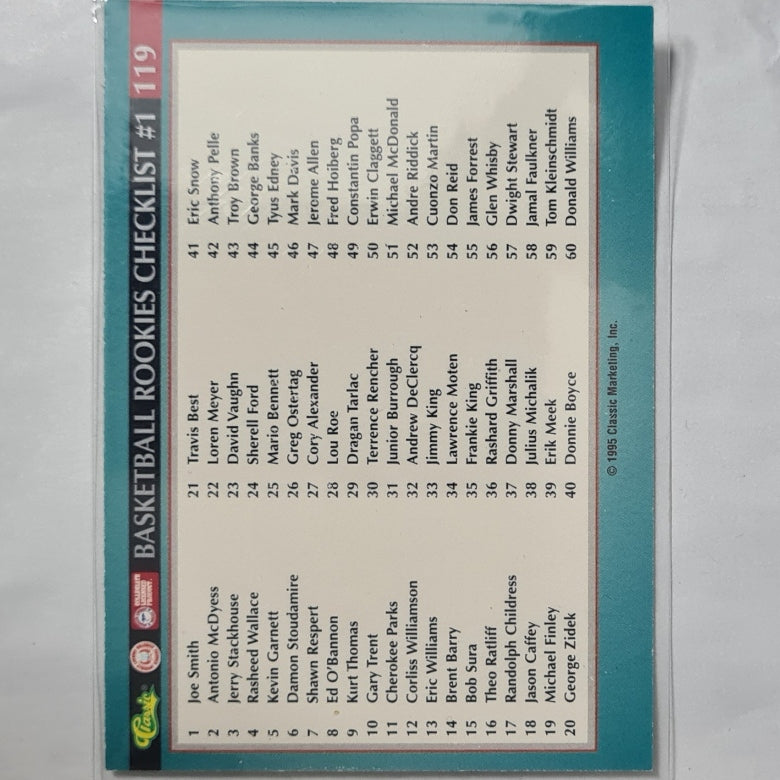 Classic
COLLEGIATE
LICENSED
PRODUCT
BASKETBALL ROOKIES CHECKLIST #1 119
1 Joe Smith
2 Antonio McDyess
3 Jerry Stackhouse
4 Rasheed Wallace
5 Kevin Garnett
6 Damon Stoudamire
7 Shawn Respert
8 Ed O'Bannon
9 Kurt Thomas
10 Gary Trent
11 Cherokee Parks
12 Corliss Williamson
13 Eric Williams
14 Brent Barry
15 Bob Sura
16 Theo Ratliff
17 Randolph Childress
18 Jason Caffey
19 Michael Finley
20 George Zidek
21 Travis Best
22 Loren Meyer
23 David Vaughn
24 Sherell Ford
25 Mario Bennett
26 Greg Ostertag
27 Cory Alexander
28 Lou Roe
29 Dragan Tarlac
30 Terrence Rencher
31 Junior Burrough
32 Andrew DeClercq
33 Jimmy King
34 Lawrence Moten
35 Frankie King
36 Rashard Griffith
37 Donny Marshall
38 Julius Michalik
39 Erik Meek
40 Donnie Boyce
41 Eric Snow
42 Anthony Pelle
43 Troy Brown
44 George Banks
45 Tyus Edney
46 Mark Davis
47 Jerome Allen
48 Fred Hoiberg
49 Constantin Popa
50 Erwin Claggett
51 Michael McDonald
52 Andre Riddick
53 Cuonzo Martin
54 Don Reid
55 James Forrest
56 Glen Whisby
57 Dwight Stewart
58 Jamal Faulkner
59 Tom Kleinschmidt
60 Donald Williams
© 1995 Classic Marketing, Inc.